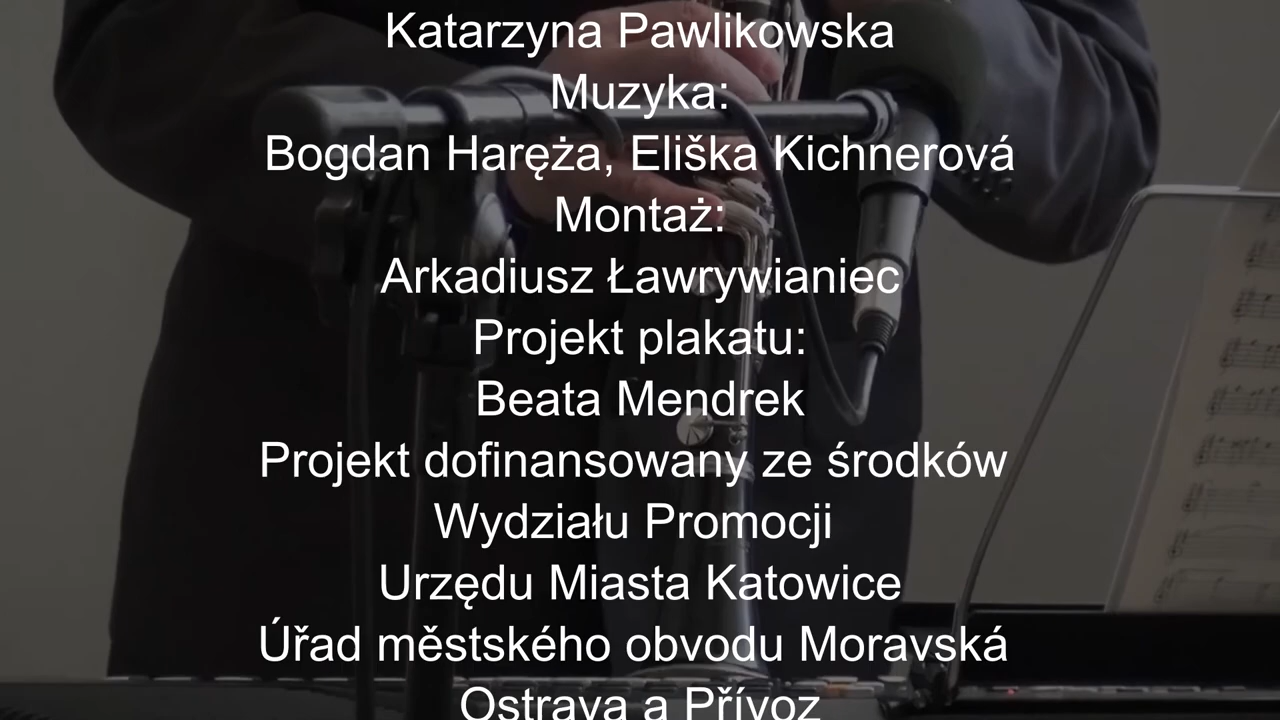 Katarzyna Pawlikowska
Muzyka:
Bogdan Haręża, Eliška Kichnerová
Montaż:
Arkadiusz Ławrywianiec
Projekt plakatu:
Beata Mendrek
Projekt dofinansowany ze środków
Wydziału Promocji
Urzędu Miasta Katowice
Úřad městského obvodu Moravská
Ostrava a Přívoz